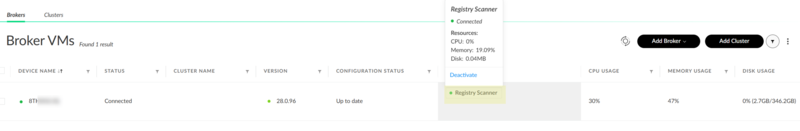 Brokers
Clusters
Broker VMs Found 1 result
Add Broker
Add Cluster
Registry Scanner
Connected
Resources:
CPU: 0%
Memory: 19.09%
Disk: 0.04MB
Deactivate
Registry Scanner
DEVICE NAME STATUS CLUSTER NAME VERSION CONFIGURATION STATUS CPU USAGE MEMORY USAGE DISK USAGE
Connected 28.0.96 Up to date 30% 47% 0% (2.7GB/346.2GB)